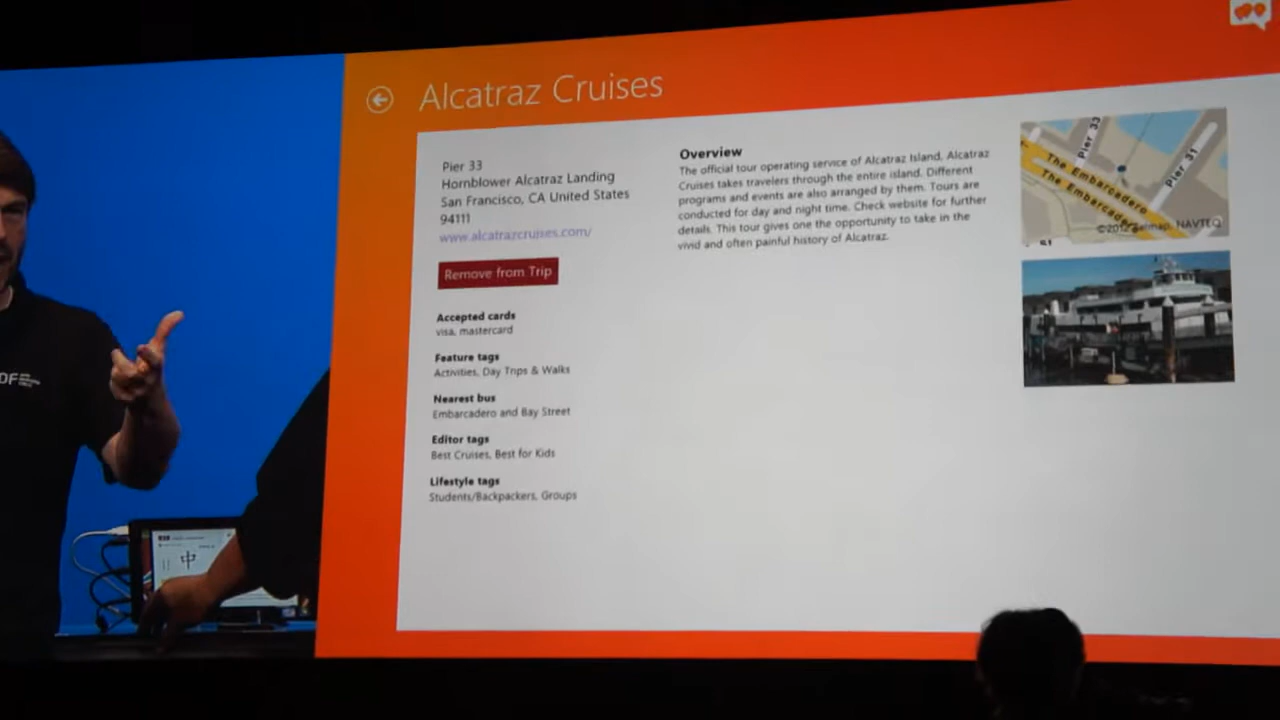 Alcatraz Cruises
Pier 33
Hornblower Alcatraz Landing
San Francisco, CA United States
94111
www.alcatrazcruises.com/
Remove from Trip
Accepted cards
visa, mastercard
Feature tags
Activities, Day Trips & Walks
Nearest bus
Embarcadero and Bay Street
Editor tags
Best Cruises, Best for Kids
Lifestyle tags
Students/Backpackers, Groups
Overview
The official tour operating service of Alcatraz Island, Alcatraz
Cruises takes travelers through the entire island. Different
programs and events are also arranged by them. Tours are
conducted for day and night time. Check website for further
details. This tour gives one the opportunity to take in the
vivid and often painful history of Alcatraz.
Pier 33
Pier 31
The Embarcadero
The Embarcadero
NAVTEQ
DF
中